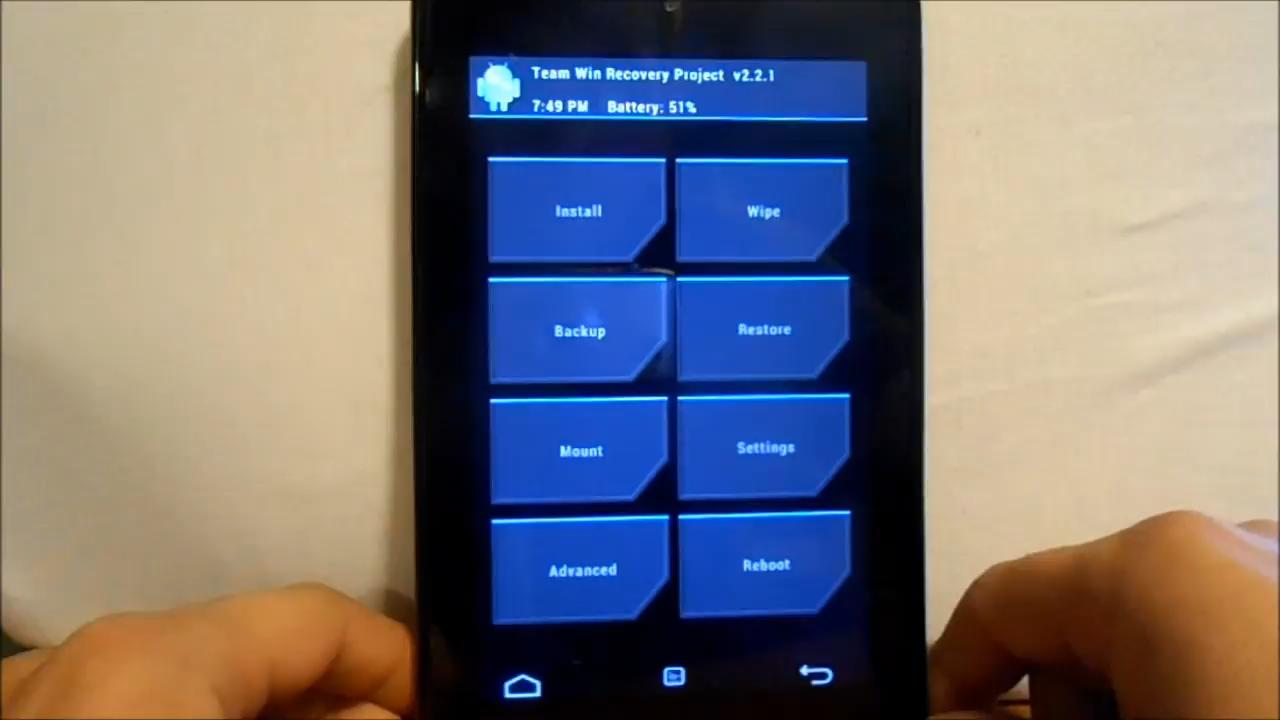 Team Win Recovery Project v2.2.1
7:49 PM Battery: 51%
Install
Wipe
Backup
Restore
Mount
Settings
Advanced
Reboot